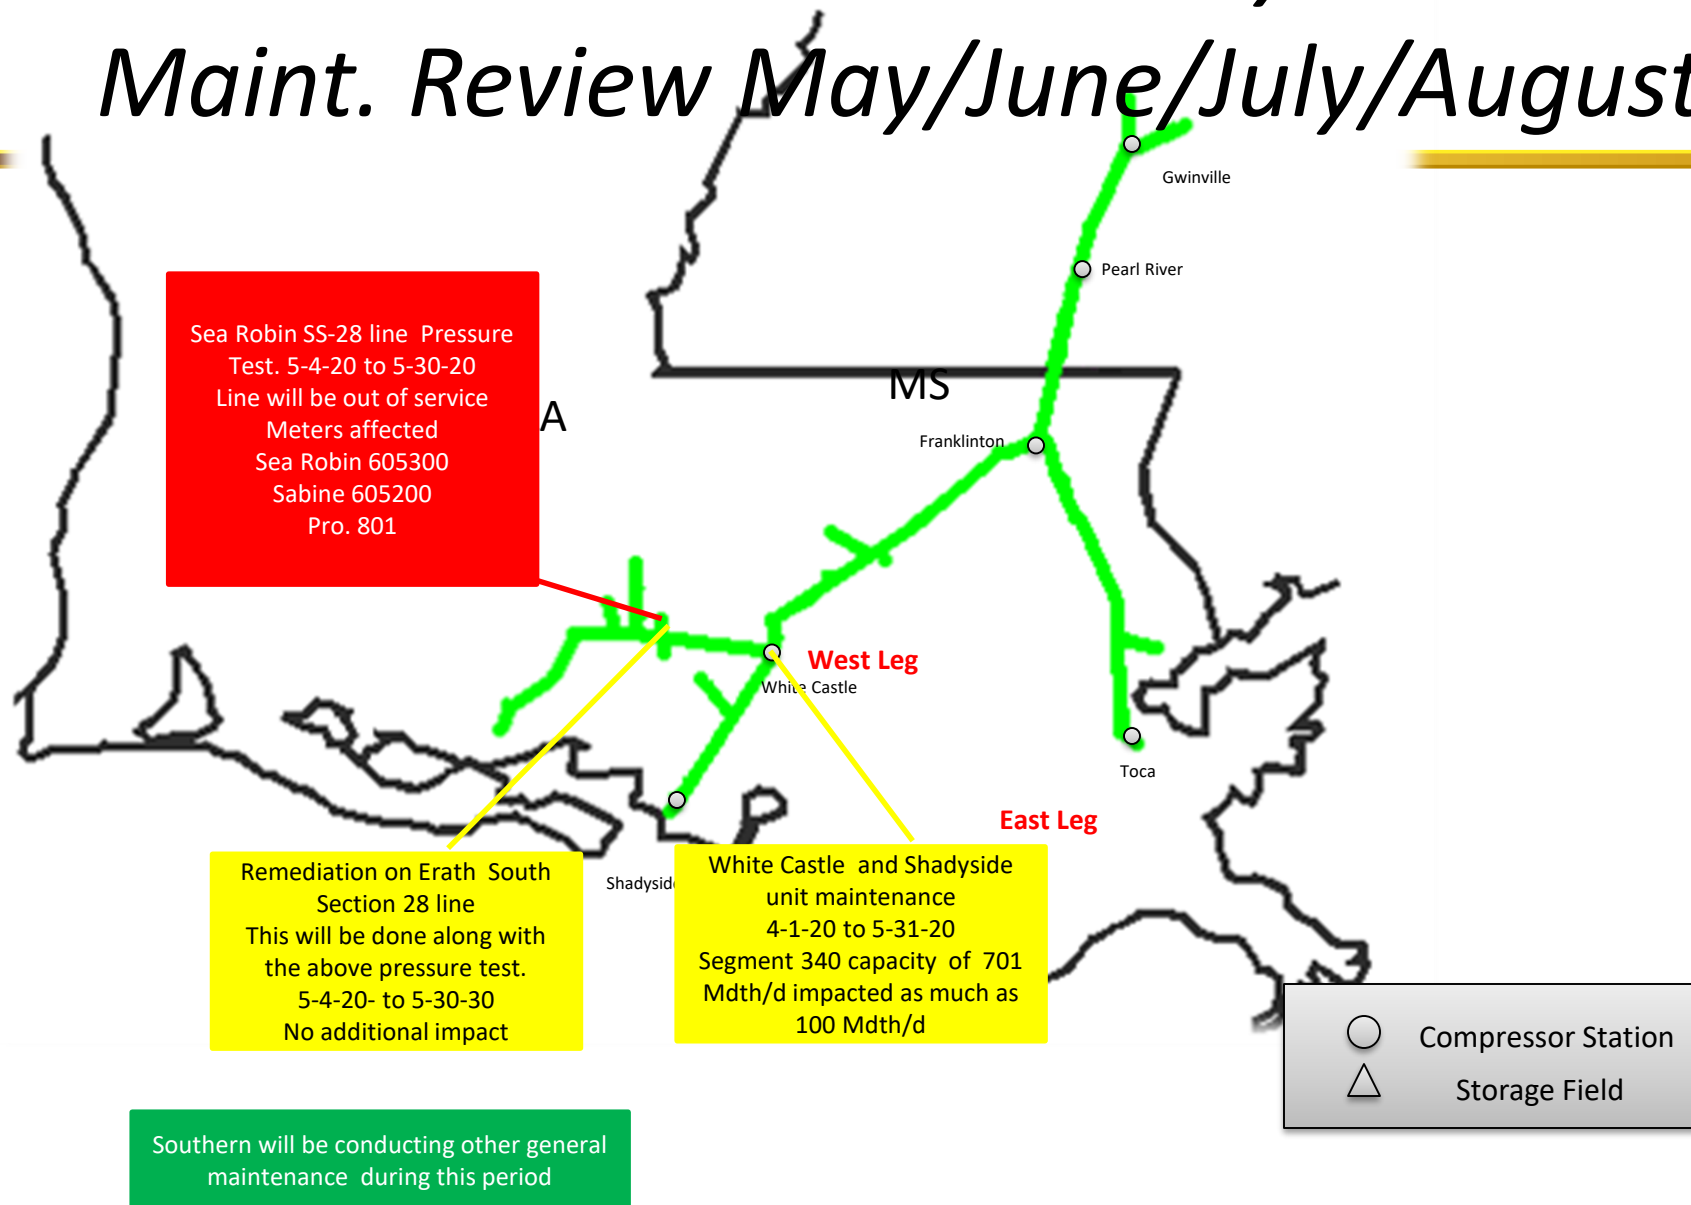 Maint. Review May/June/July/August
Gwinville
Pearl River
Sea Robin SS-28 line Pressure
Test. 5-4-20 to 5-30-20
Line will be out of service
Meters affected
Sea Robin 605300
Sabine 605200
Pro. 801
A
MS
Franklinton
West Leg
White Castle
Toca
East Leg
Remediation on Erath South
Section 28 line
This will be done along with
the above pressure test.
5-4-20- to 5-30-30
No additional impact
Shadyside
White Castle and Shadyside
unit maintenance
4-1-20 to 5-31-20
Segment 340 capacity of 701
Mdth/d impacted as much as
100 Mdth/d
Compressor Station
Storage Field
Southern will be conducting other general
maintenance during this period